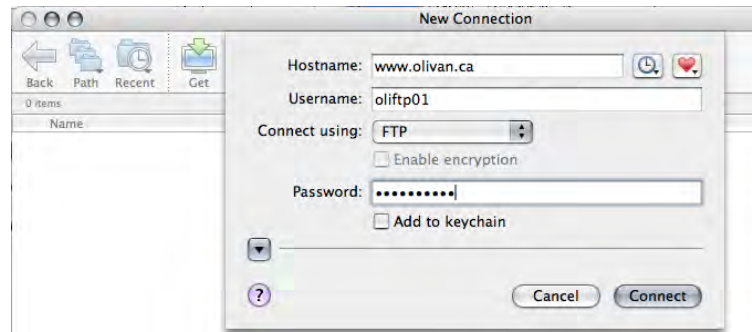 New Connection
Back Path Recent Get
0 items
Name
Hostname: www.olivan.ca
Username: oliftp01
Connect using: FTP
Enable encryption
Password: ••••••••••
Add to keychain
?
Cancel Connect